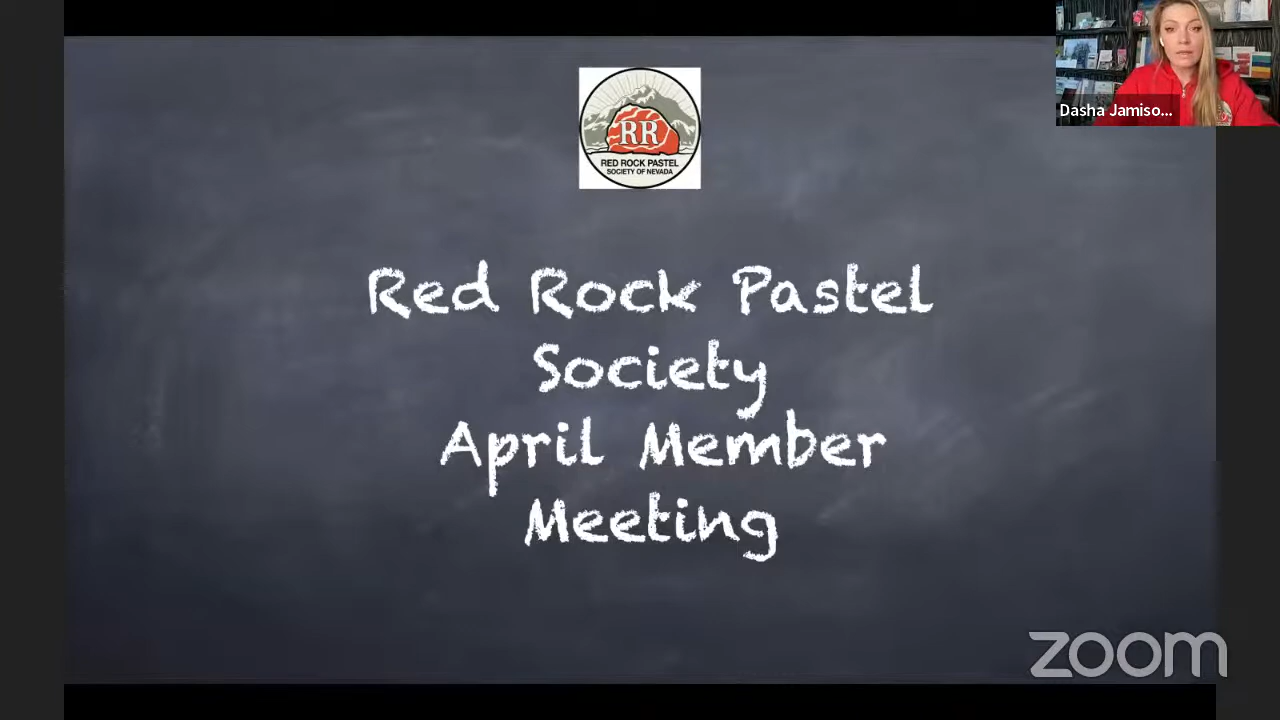 Dasha Jamiso...
RR
RED ROCK PASTEL
SOCIETY OF NEVADA
Red Rock Pastel
Society
April Member
Meeting
zoom